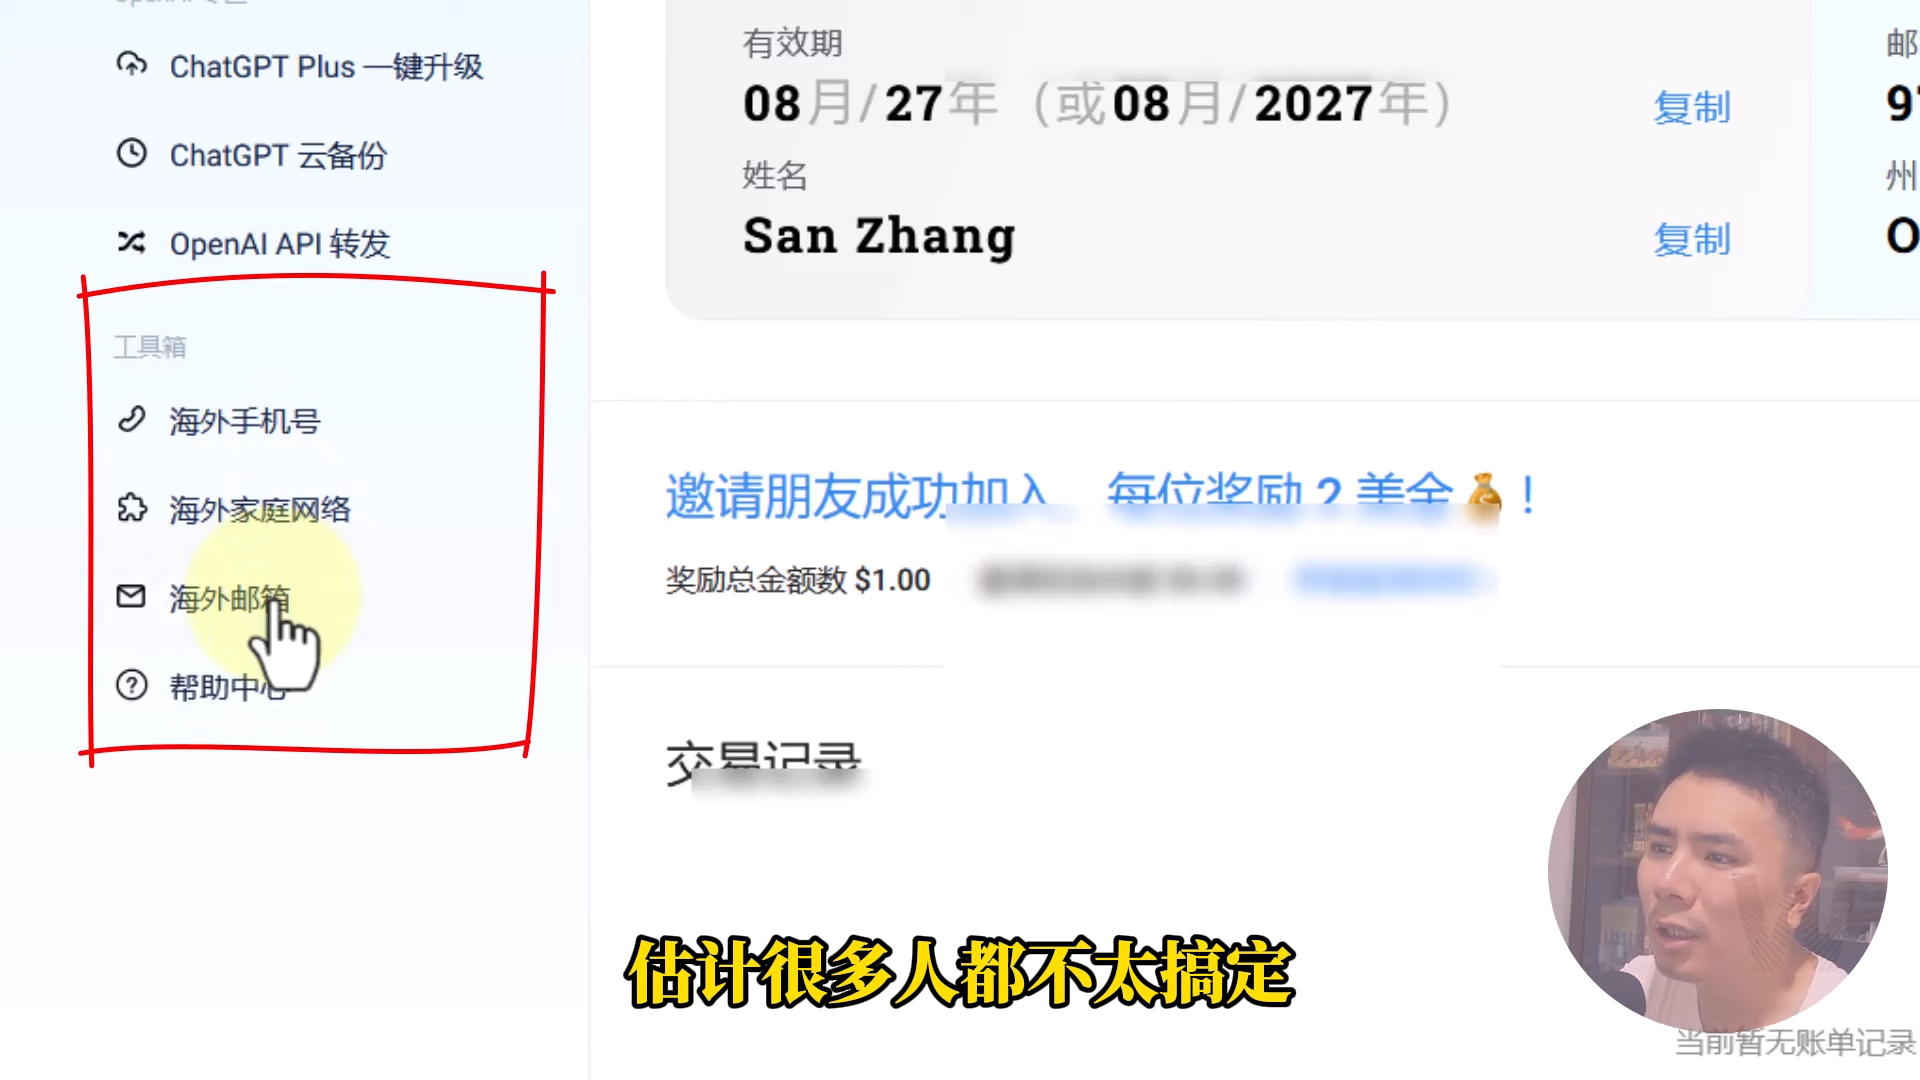 ChatGPT Plus 一键升级
ChatGPT 云备份
OpenAI API 转发
工具箱
海外手机号
海外家庭网络
海外邮箱
帮助中心
有效期
08月/27年（或08月/2027年）
复制
姓名
San Zhang
复制
邮
州
邀请朋友成功加入、每位奖励 2 美金💰！
奖励总金额数 $1.00
交易记录
估计很多人都不太搞定
当前暂无账单记录